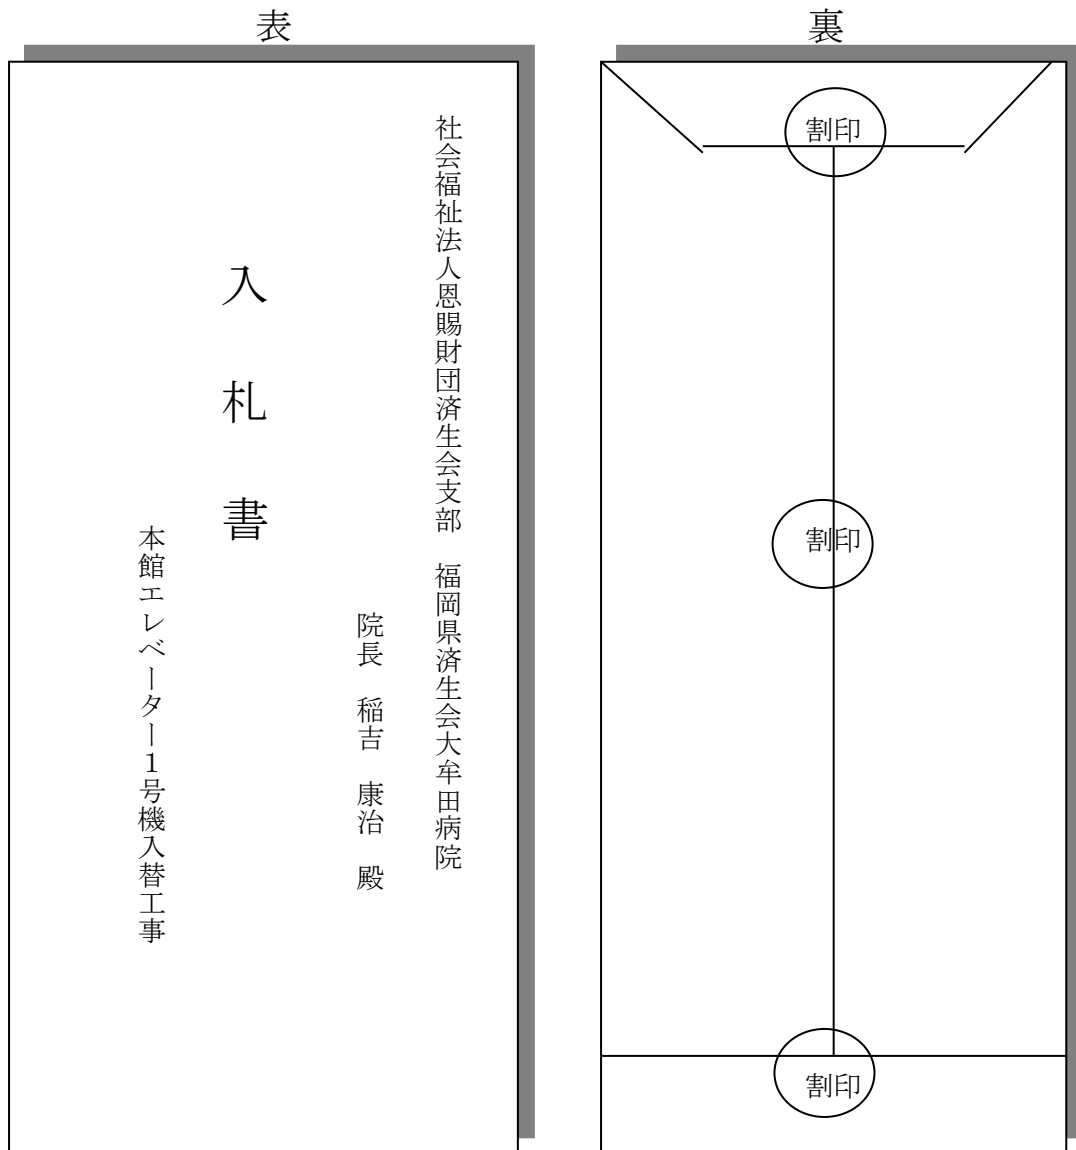 表
社会福祉法人恩賜財団済生会支部　福岡県済生会大牟田病院
院長　稲吉　康治　殿
入札書
本館エレベーター1号機入替工事
裏
割印
割印
割印